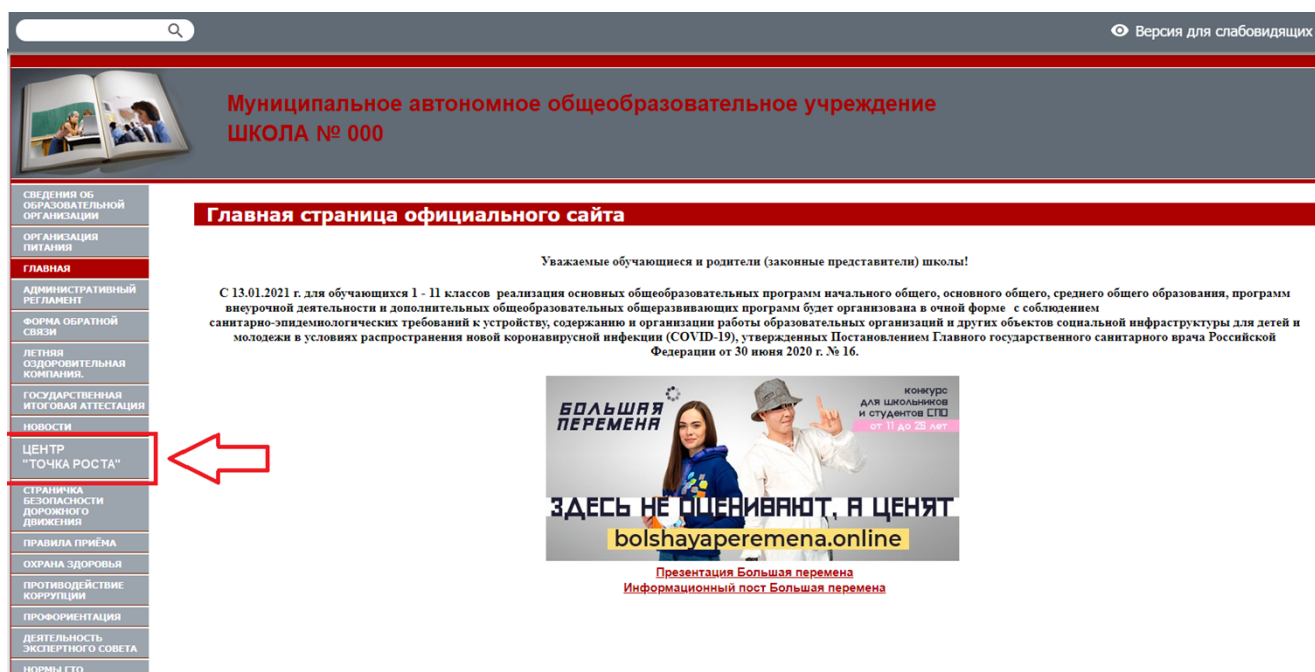 Версия для слабовидящих
Муниципальное автономное общеобразовательное учреждение
ШКОЛА № 000
СВЕДЕНИЯ ОБ
ОБРАЗОВАТЕЛЬНОЙ
ОРГАНИЗАЦИИ
ОРГАНИЗАЦИЯ
ПИТАНИЯ
ГЛАВНАЯ
АДМИНИСТРАТИВНЫЙ
РЕГЛАМЕНТ
ФОРМА ОБРАТНОЙ
СВЯЗИ
ЛЕТНЯЯ
ОЗДОРОВИТЕЛЬНАЯ
КОМПАНИЯ.
ГОСУДАРСТВЕННАЯ
ИТОГОВАЯ АТТЕСТАЦИЯ
НОВОСТИ
ЦЕНТР
"ТОЧКА РОСТА"
СТРАНИЧКА
БЕЗОПАСНОСТИ
ДОРОЖНОГО
ДВИЖЕНИЯ
ПРАВИЛА ПРИЁМА
ОХРАНА ЗДОРОВЬЯ
ПРОТИВОДЕЙСТВИЕ
КОРРУПЦИИ
ПРОФОРИЕНТАЦИЯ
ДЕЯТЕЛЬНОСТЬ
ЭКСПЕРТНОГО СОВЕТА
НОРМЫ ГТО
Главная страница официального сайта
Уважаемые обучающиеся и родители (законные представители) школы!
С 13.01.2021 г. для обучающихся 1 - 11 классов реализация основных общеобразовательных программ начального общего, основного общего, среднего общего образования, программ
внеурочной деятельности и дополнительных общеобразовательных общеразвивающих программ будет организована в очной форме с соблюдением
санитарно-эпидемиологических требований к устройству, содержанию и организации работы образовательных организаций и других объектов социальной инфраструктуры для детей и
молодежи в условиях распространения новой коронавирусной инфекции (COVID-19), утвержденных Постановлением Главного государственного санитарного врача Российской
Федерации от 30 июня 2020 г. № 16.
БОЛЬШАЯ
ПЕРЕМЕНА
конкурс
для школьников
и студентов СПО
от 11 до 25 лет
ЗДЕСЬ НЕ ОЦЕНИВАЮТ, А ЦЕНЯТ
bolshayaperemena.online
Презентация Большая перемена
Информационный пост Большая перемена